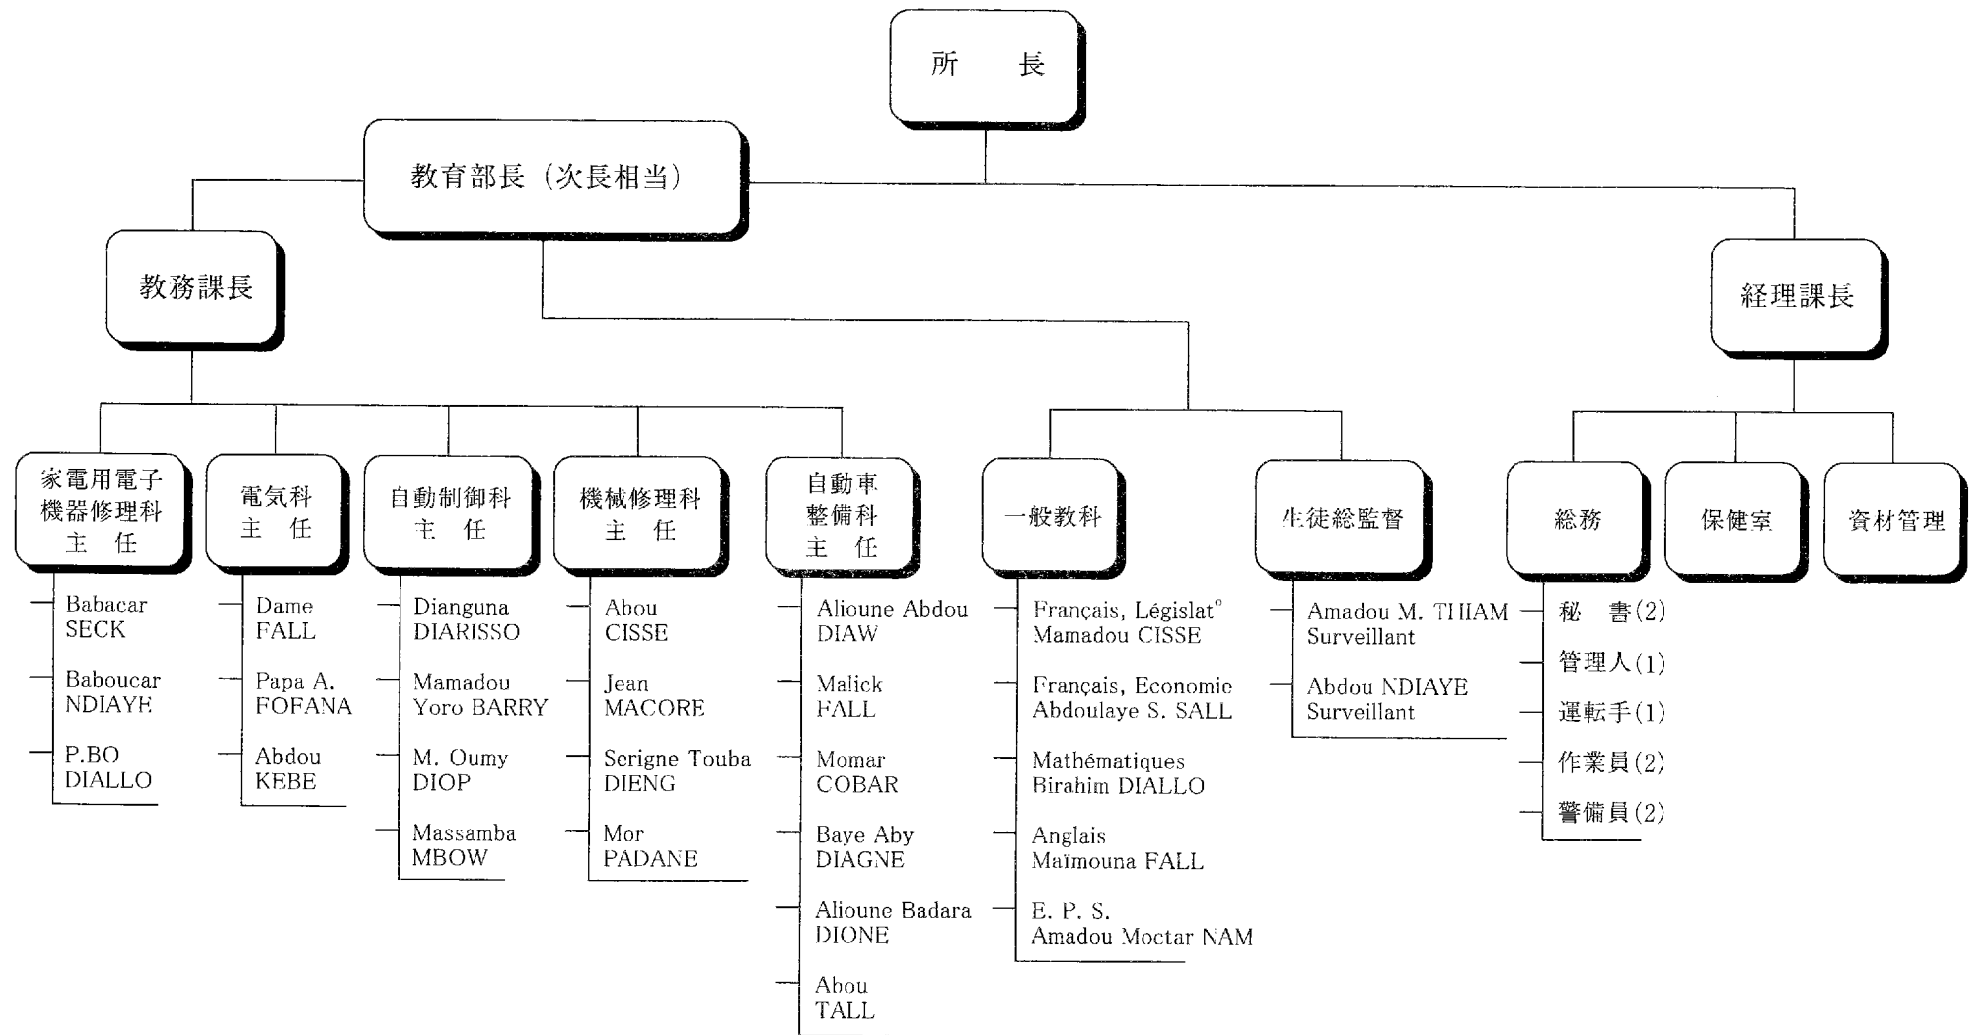 所　　長
教育部長（次長相当）
教務課長
経理課長
家電用電子
機器修理科
主　任
電気科
主　任
自動制御科
主　任
機械修理科
主　任
自動車
整備科
主　任
一般教科
生徒総監督
総務
保健室
資材管理
Babacar
SECK
Baboucar
NDIAYE
P.BO
DIALLO
Dame
FALL
Papa A.
FOFANA
Abdou
KEBE
Dianguna
DIARISSO
Mamadou
Yoro BARRY
M. Oumy
DIOP
Massamba
MBOW
Abou
CISSE
Jean
MACORE
Serigne Touba
DIENG
Mor
PADANE
Alioune Abdou
DIAW
Malick
FALL
Momar
COBAR
Baye Aby
DIAGNE
Alioune Badara
DIONE
Abou
TALL
Français, Législat°
Mamadou CISSE
Français, Economie
Abdoulaye S. SALL
Mathématiques
Birahim DIALLO
Anglais
Maïmouna FALL
E. P. S.
Amadou Moctar NAM
Amadou M. THIAM
Surveillant
Abdou NDIAYE
Surveillant
秘　書(2)
管理人(1)
運転手(1)
作業員(2)
警備員(2)